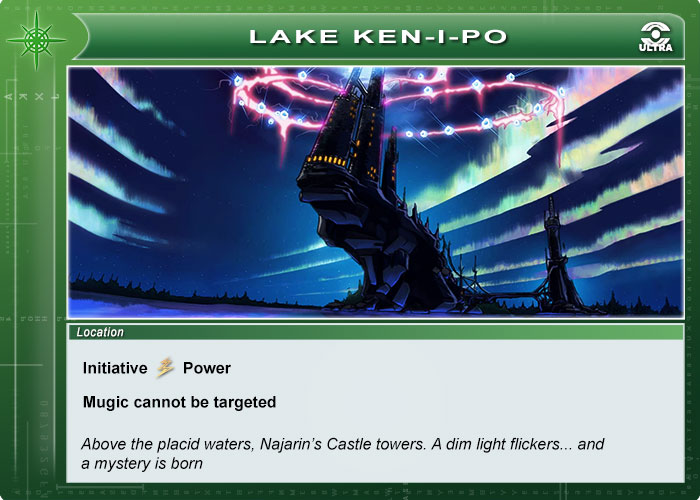 LAKE KEN-I-PO
ULTRA
Location
Initiative Power
Mugic cannot be targeted
Above the placid waters, Najarin's Castle towers. A dim light flickers... and
a mystery is born